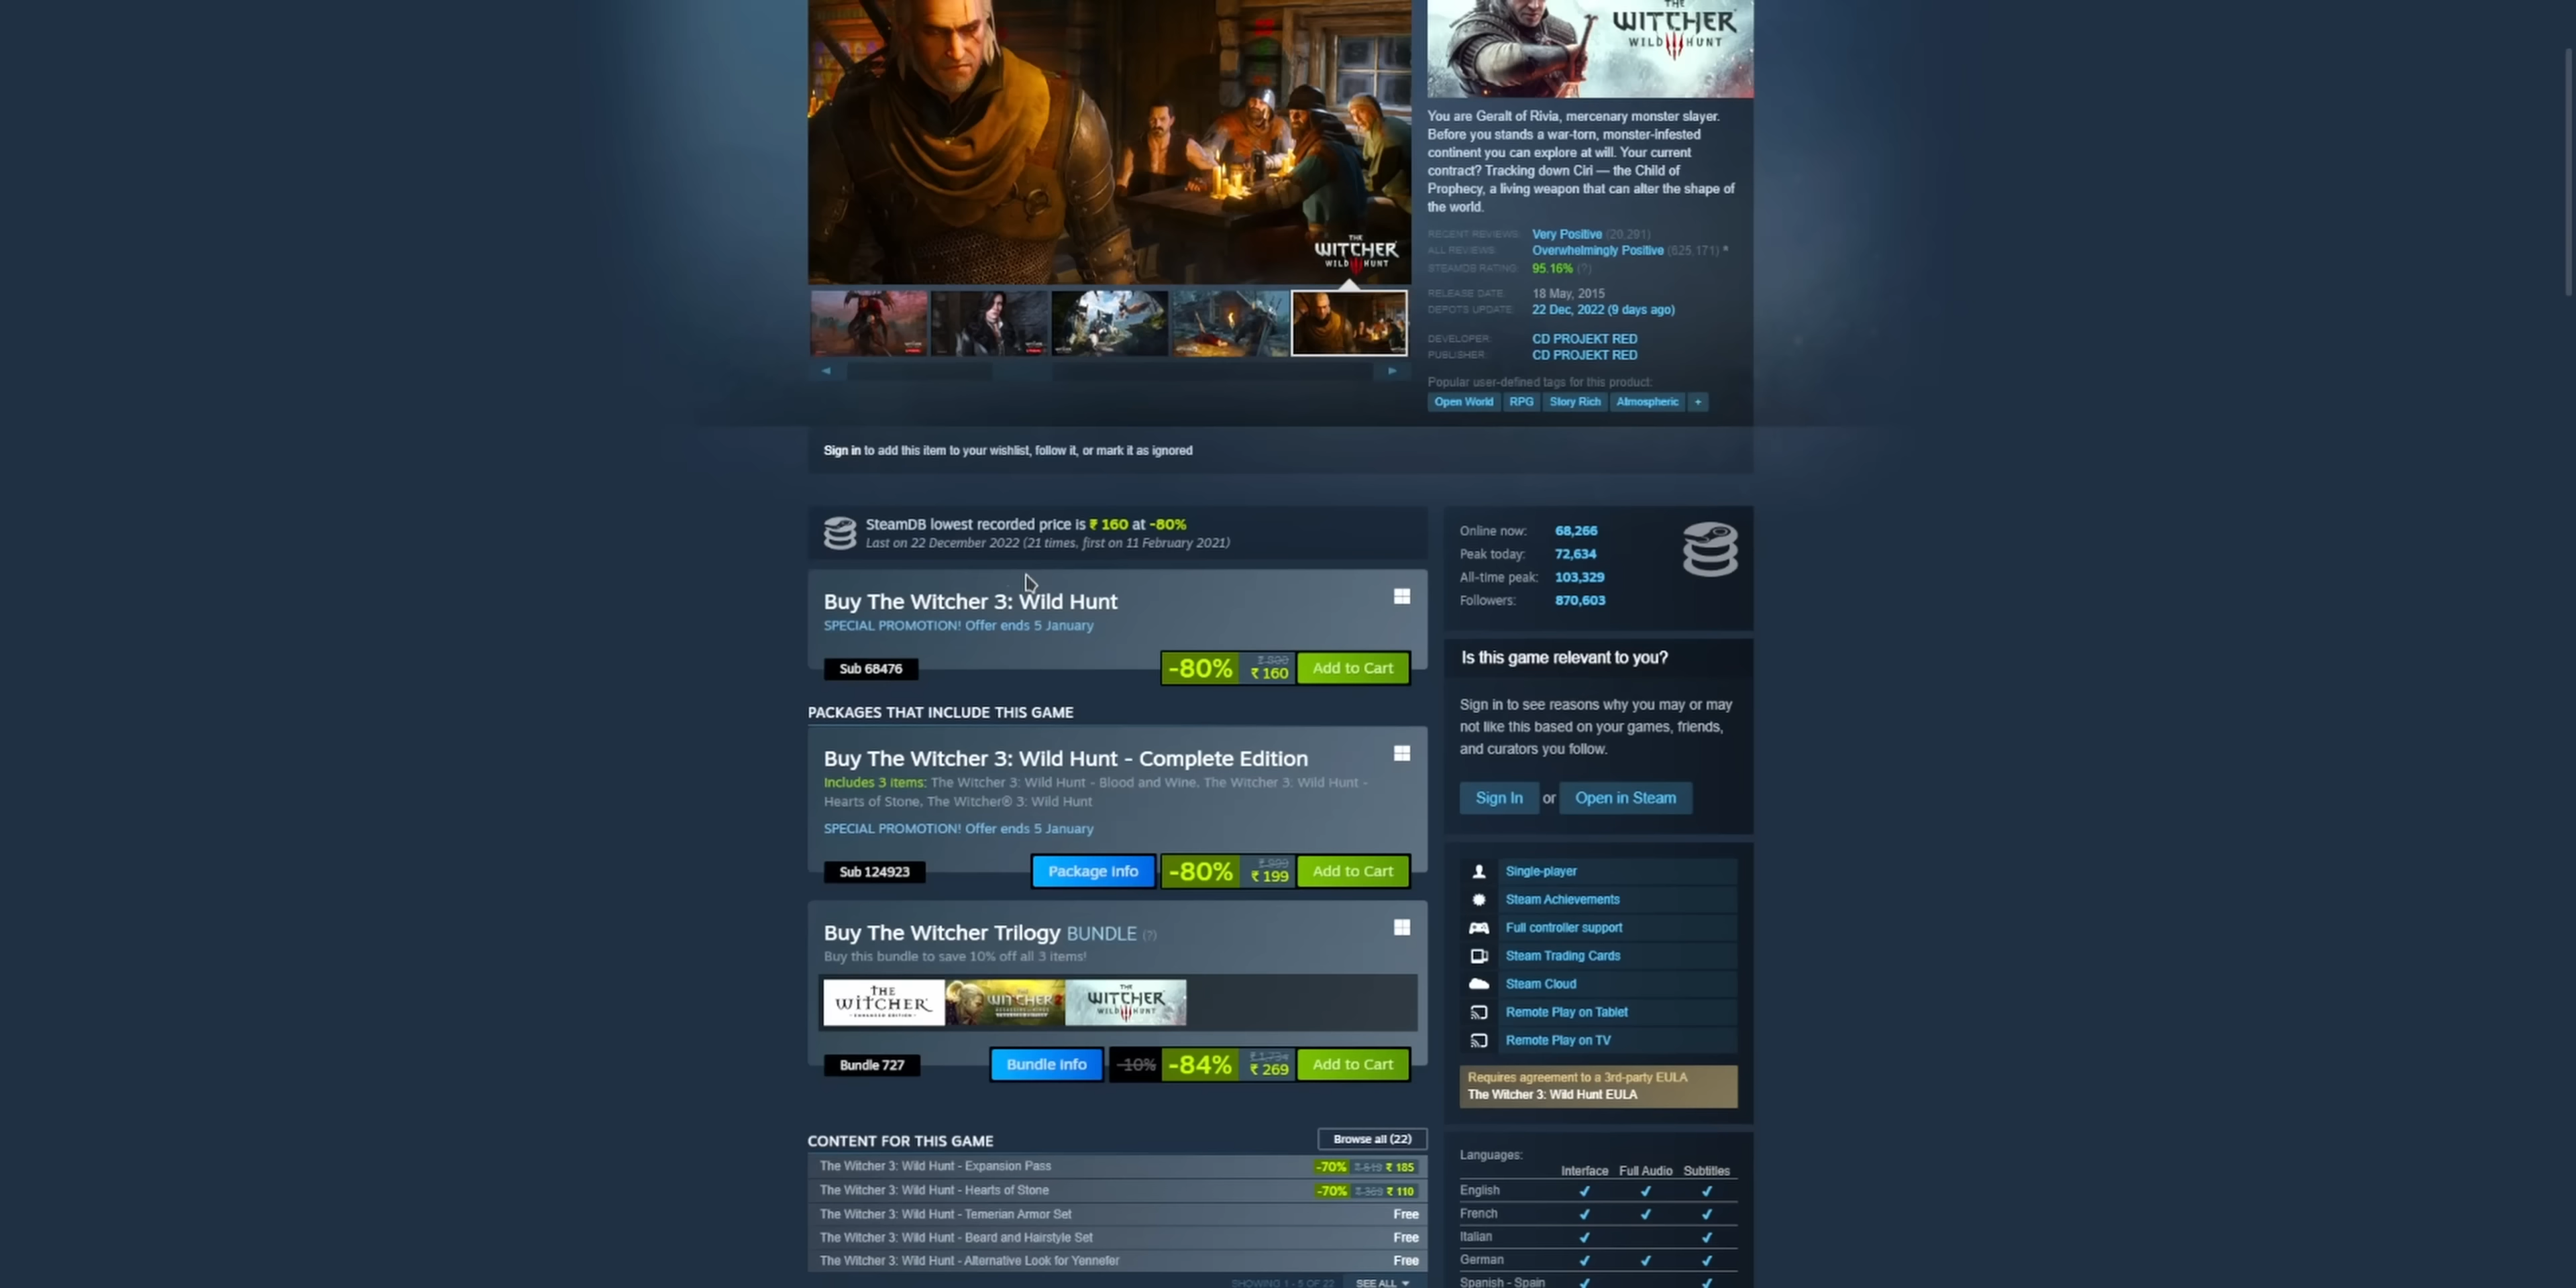 THE
WITCHER
WILD HUNT
You are Geralt of Rivia, mercenary monster slayer.
Before you stands a war-torn, monster-infested
continent you can explore at will. Your current
contract? Tracking down Ciri — the Child of
Prophecy, a living weapon that can alter the shape of
the world.
RECENT REVIEWS: Very Positive (20,291)
ALL REVIEWS: Overwhelmingly Positive (625,171) *
STEAMDB RATING: 95.16% (?)
RELEASE DATE: 18 May, 2015
DEPOTS UPDATE: 22 Dec, 2022 (9 days ago)
DEVELOPER: CD PROJEKT RED
PUBLISHER: CD PROJEKT RED
Popular user-defined tags for this product:
Open World RPG Story Rich Atmospheric +
THE
WITCHER
WILD HUNT
Sign in to add this item to your wishlist, follow it, or mark it as ignored
SteamDB lowest recorded price is ₹ 160 at -80%
Last on 22 December 2022 (21 times, first on 11 February 2021)
Buy The Witcher 3: Wild Hunt
SPECIAL PROMOTION! Offer ends 5 January
Sub 68476
-80% ₹ 160 Add to Cart
PACKAGES THAT INCLUDE THIS GAME
Buy The Witcher 3: Wild Hunt - Complete Edition
Includes 3 items: The Witcher 3: Wild Hunt - Blood and Wine, The Witcher 3: Wild Hunt -
Hearts of Stone, The Witcher® 3: Wild Hunt
SPECIAL PROMOTION! Offer ends 5 January
Sub 124923
Package Info -80% ₹ 999 ₹ 199 Add to Cart
Buy The Witcher Trilogy BUNDLE (?)
Buy this bundle to save 10% off all 3 items!
THE
WITCHER
ENHANCED EDITION
THE
WITCHER 2
THE
WITCHER
WILD HUNT
Bundle 727
Bundle Info -10% -84% ₹ 1,734 ₹ 269 Add to Cart
CONTENT FOR THIS GAME
Browse all (22)
The Witcher 3: Wild Hunt - Expansion Pass -70% ₹ 619 ₹ 185
The Witcher 3: Wild Hunt - Hearts of Stone -70% ₹ 369 ₹ 110
The Witcher 3: Wild Hunt - Temerian Armor Set Free
The Witcher 3: Wild Hunt - Beard and Hairstyle Set Free
The Witcher 3: Wild Hunt - Alternative Look for Yennefer Free
SHOWING 1 - 5 OF 22 SEE ALL
Online now: 68,266
Peak today: 72,634
All-time peak: 103,329
Followers: 870,603
Is this game relevant to you?
Sign in to see reasons why you may or may
not like this based on your games, friends,
and curators you follow.
Sign In or Open in Steam
Single-player
Steam Achievements
Full controller support
Steam Trading Cards
Steam Cloud
Remote Play on Tablet
Remote Play on TV
Requires agreement to a 3rd-party EULA
The Witcher 3: Wild Hunt EULA
Languages:
Interface Full Audio Subtitles
English ✔ ✔ ✔
French ✔ ✔ ✔
Italian ✔ ✔
German ✔ ✔ ✔
Spanish - Spain ✔ ✔